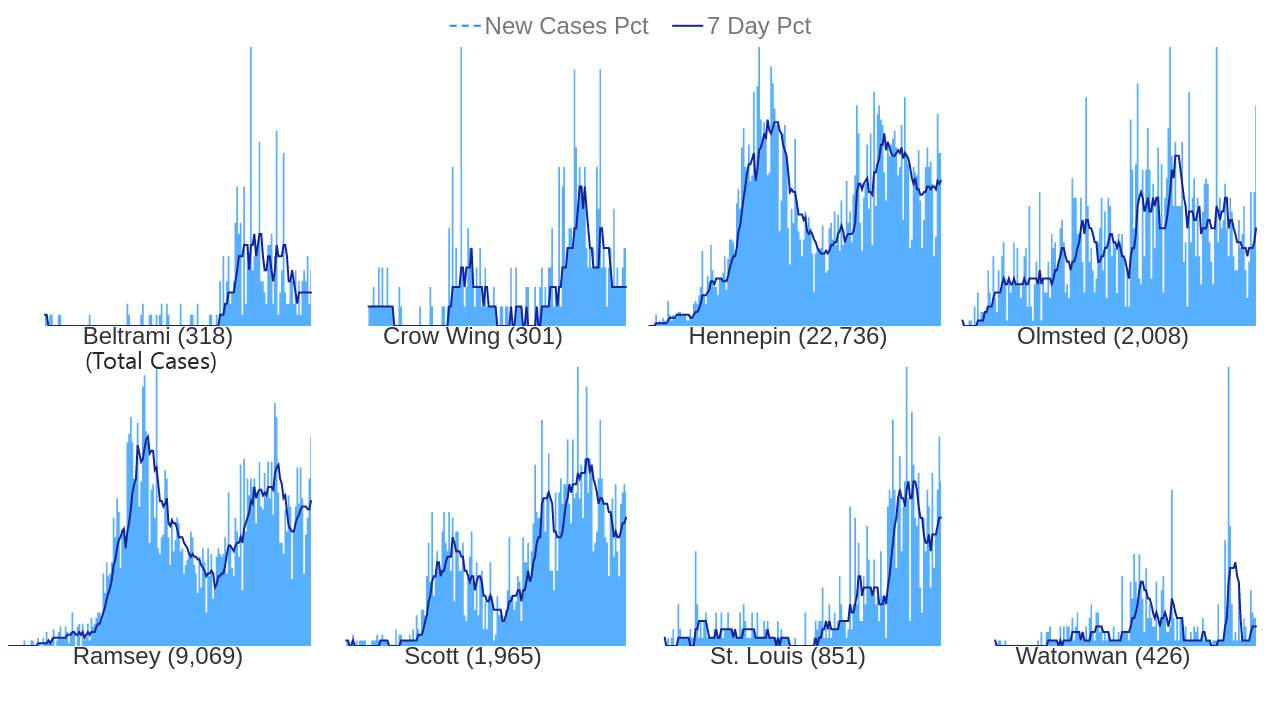 New Cases Pct 7 Day Pct
Beltrami (318)
(Total Cases)
Crow Wing (301)
Hennepin (22,736)
Olmsted (2,008)
Ramsey (9,069)
Scott (1,965)
St. Louis (851)
Watonwan (426)